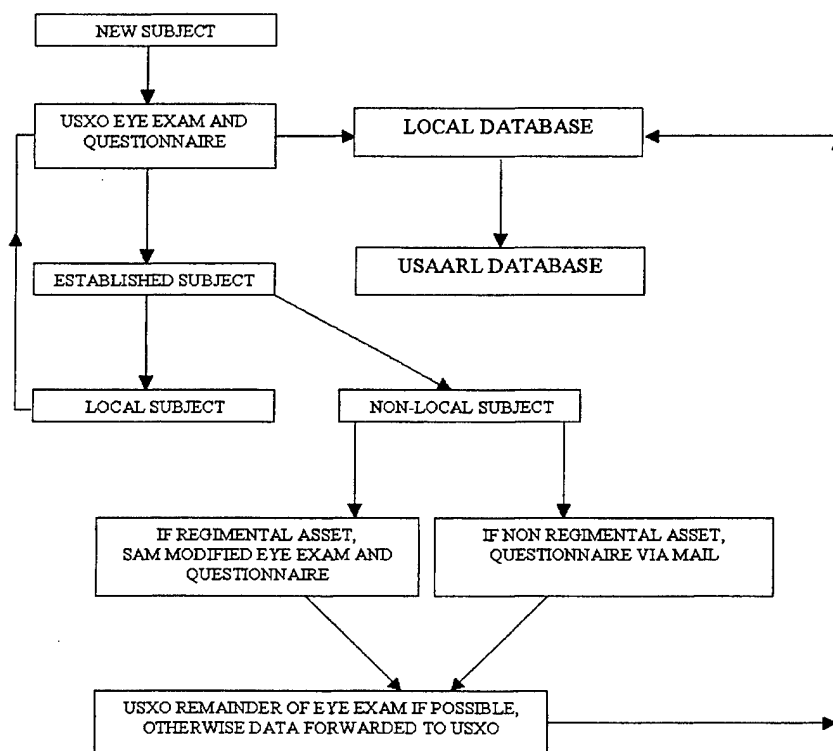 NEW SUBJECT
USXO EYE EXAM AND
QUESTIONNAIRE
LOCAL DATABASE
ESTABLISHED SUBJECT
USAARL DATABASE
LOCAL SUBJECT
NON-LOCAL SUBJECT
IF REGIMENTAL ASSET,
SAM MODIFIED EYE EXAM AND
QUESTIONNAIRE
IF NON REGIMENTAL ASSET,
QUESTIONNAIRE VIA MAIL
USXO REMAINDER OF EYE EXAM IF POSSIBLE,
OTHERWISE DATA FORWARDED TO USXO